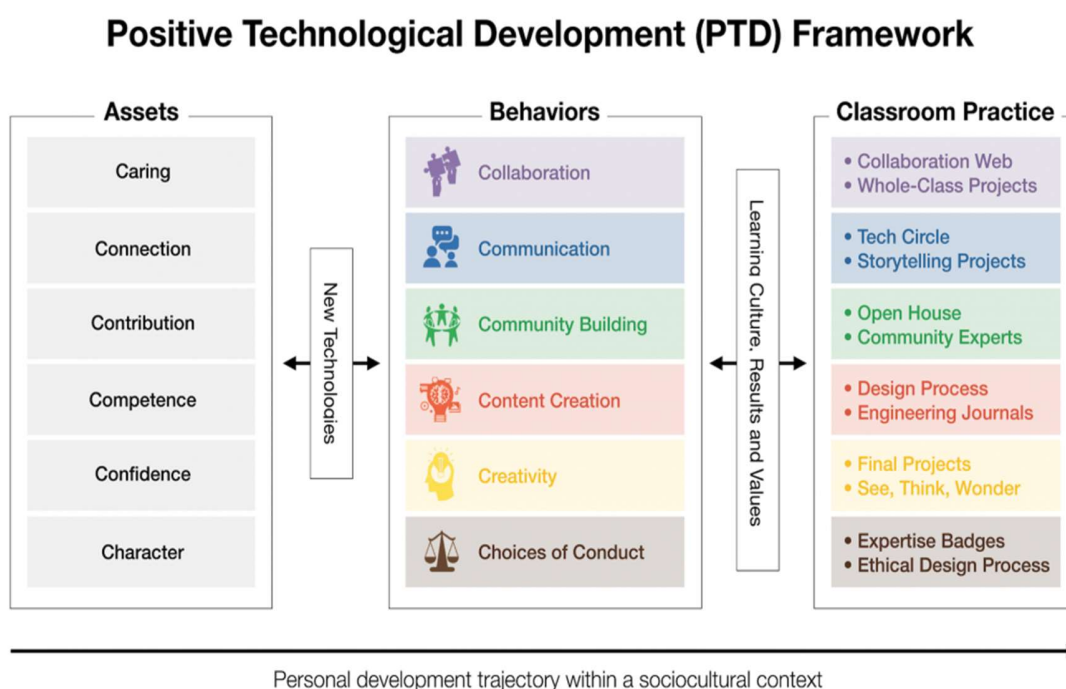 Positive Technological Development (PTD) Framework
Assets
Caring
Connection
Contribution
Competence
Confidence
Character
New Technologies
Behaviors
Collaboration
Communication
Community Building
Content Creation
Creativity
Choices of Conduct
Learning Culture. Results and Values
Classroom Practice
• Collaboration Web
• Whole-Class Projects
• Tech Circle
• Storytelling Projects
• Open House
• Community Experts
• Design Process
• Engineering Journals
• Final Projects
• See, Think, Wonder
• Expertise Badges
• Ethical Design Process
Personal development trajectory within a sociocultural context